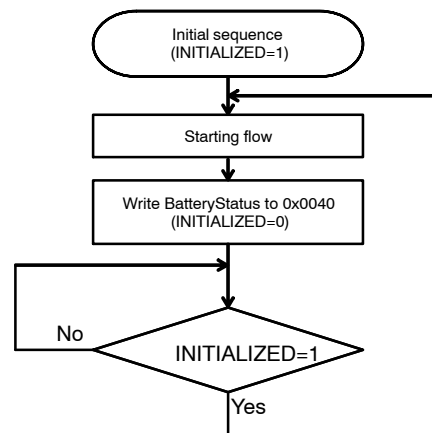 Initial sequence
(INITIALIZED=1)
Starting flow
Write BatteryStatus to 0x0040
(INITIALIZED=0)
No
INITIALIZED=1
Yes